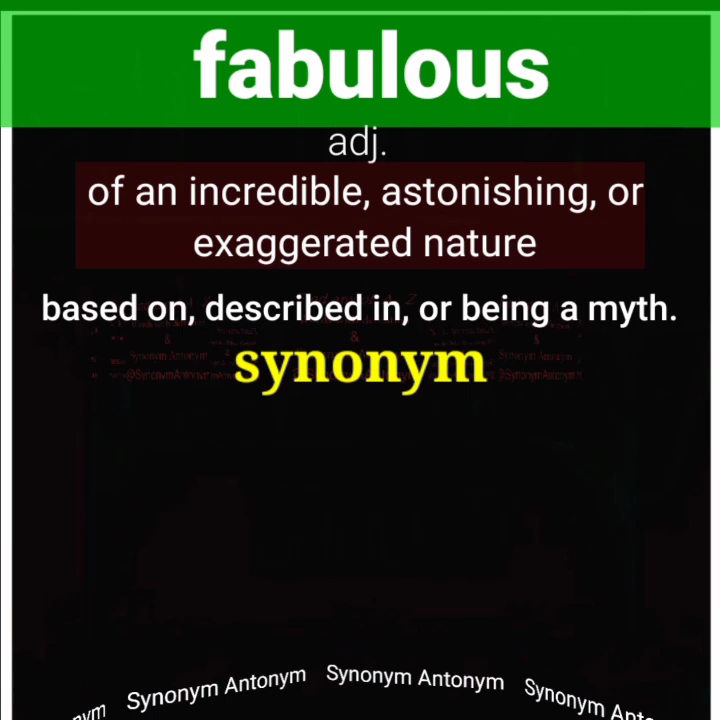 fabulous
adj.
of an incredible, astonishing, or
exaggerated nature
based on, described in, or being a myth.
synonym
Synonym Antonym Synonym Antonym Synonym